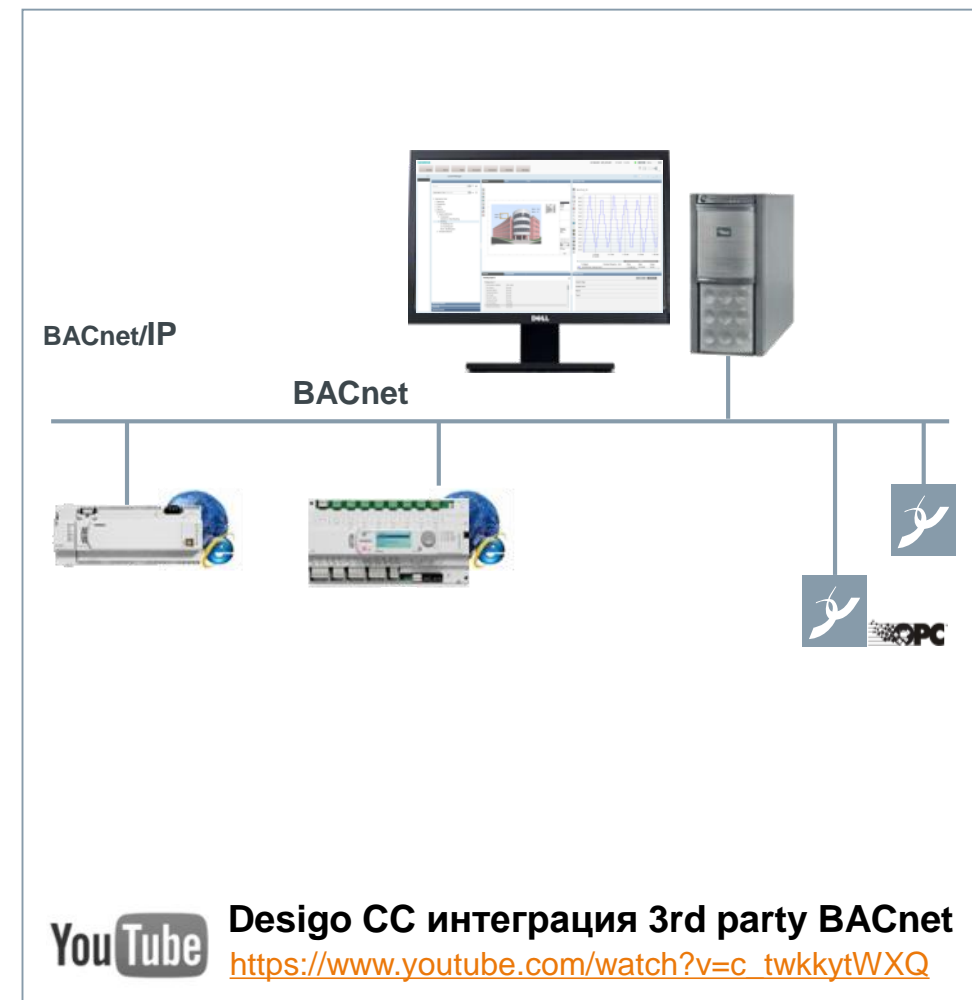 DELL
BACnet/IP
BACnet
OPC
You Tube
Desigo CC интеграция 3rd party BACnet
https://www.youtube.com/watch?v=c_twkkytWXQ